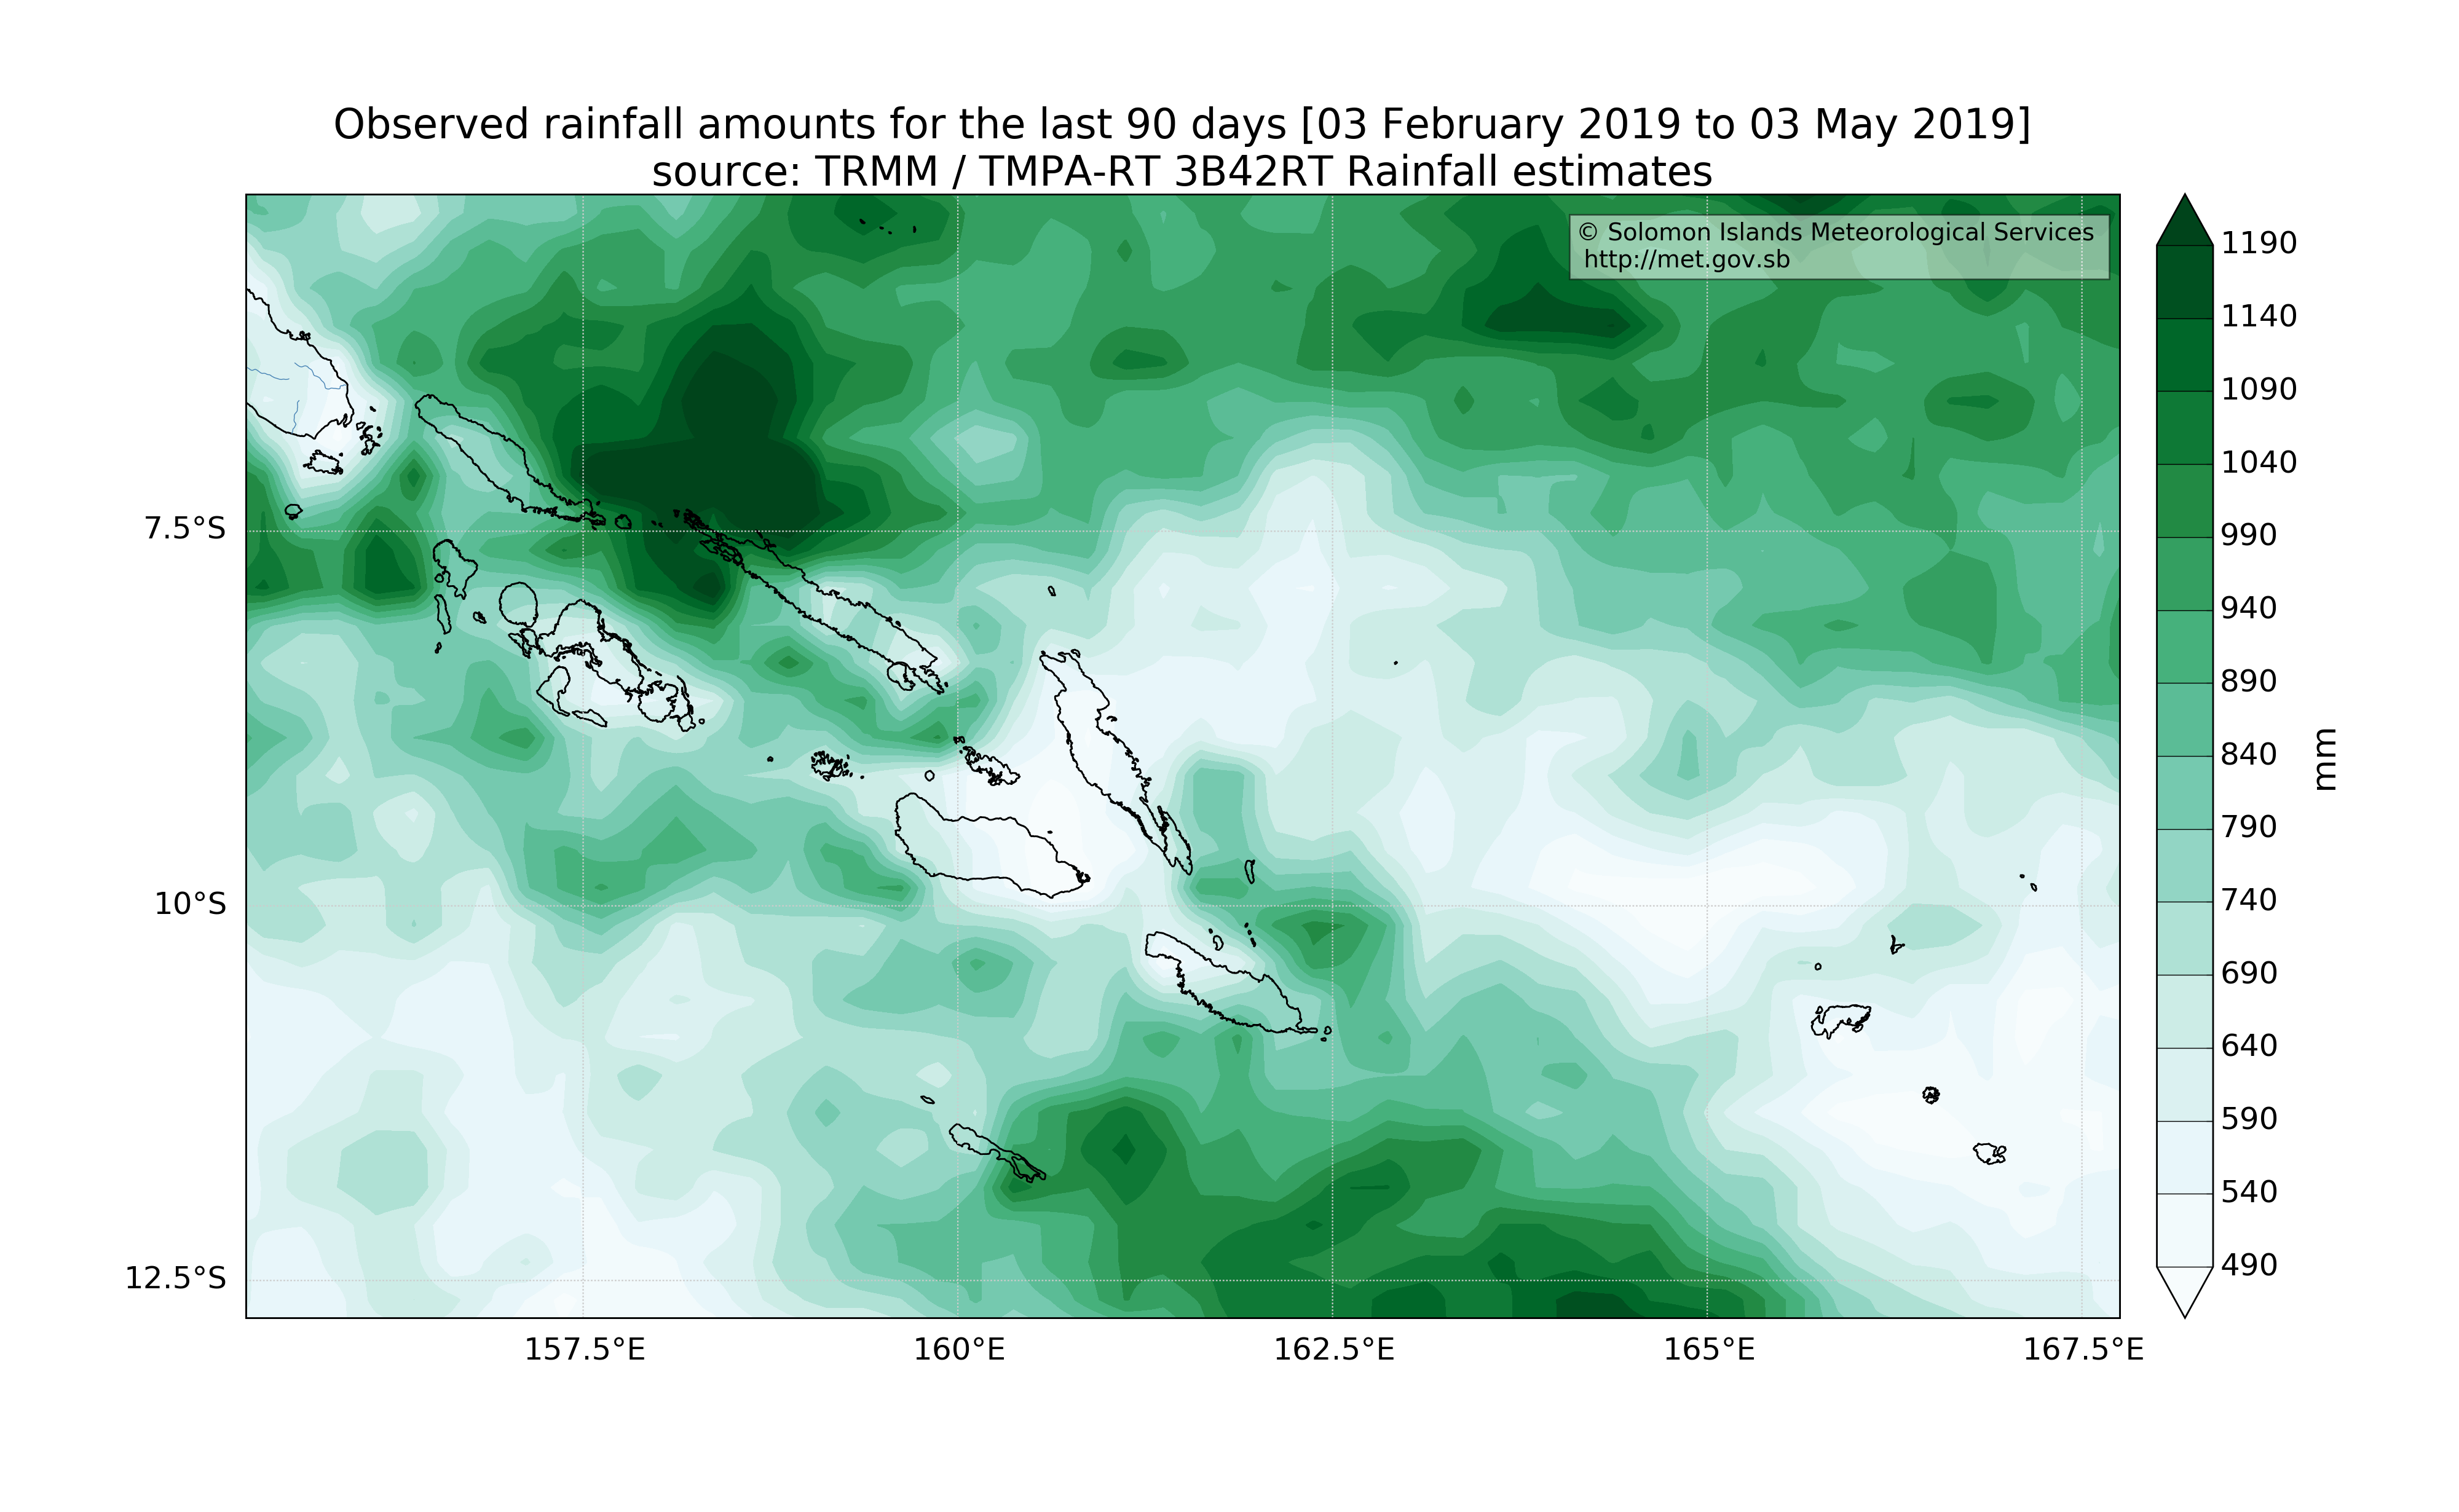 Observed rainfall amounts for the last 90 days [03 February 2019 to 03 May 2019]
source: TRMM / TMPA-RT 3B42RT Rainfall estimates
© Solomon Islands Meteorological Services
http://met.gov.sb
7.5°S
10°S
12.5°S
157.5°E
160°E
162.5°E
165°E
167.5°E
1190
1140
1090
1040
990
940
890
840
790
740
690
640
590
540
490
mm